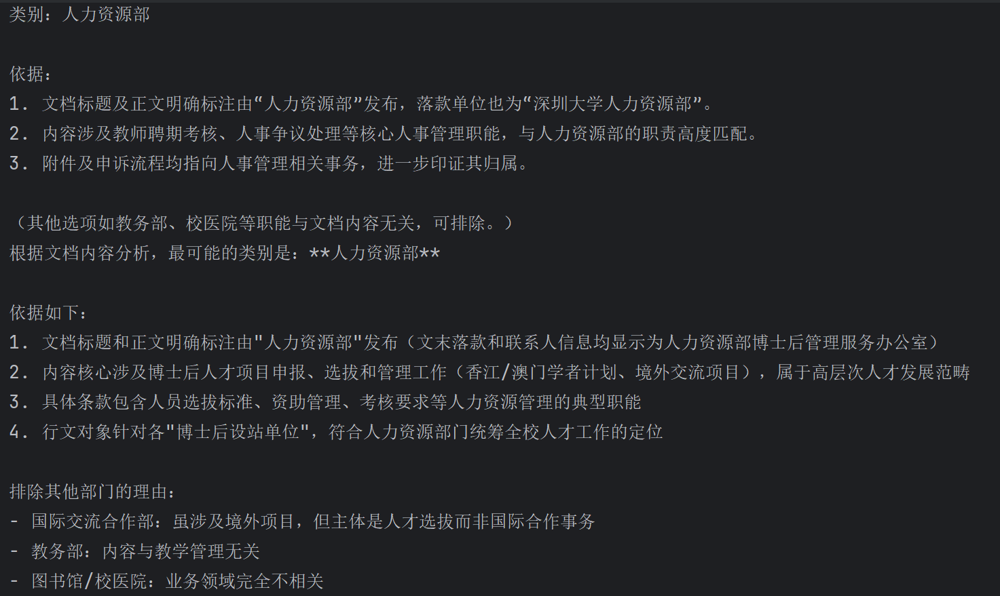 类别：人力资源部
依据：
1. 文档标题及正文明确标注由“人力资源部”发布，落款单位也为“深圳大学人力资源部”。
2. 内容涉及教师聘期考核、人事争议处理等核心人事管理职能，与人力资源部的职责高度匹配。
3. 附件及申诉流程均指向人事管理相关事务，进一步印证其归属。
（其他选项如教务部、校医院等职能与文档内容无关，可排除。）
根据文档内容分析，最可能的类别是：**人力资源部**
依据如下：
1. 文档标题和正文明确标注由"人力资源部"发布（文末落款和联系人信息均显示为人力资源部博士后管理服务办公室）
2. 内容核心涉及博士后人才项目申报、选拔和管理工作（香江/澳门学者计划、境外交流项目），属于高层次人才发展范畴
3. 具体条款包含人员选拔标准、资助管理、考核要求等人力资源管理的典型职能
4. 行文对象针对各"博士后设站单位"，符合人力资源部门统筹全校人才工作的定位
排除其他部门的理由：
- 国际交流合作部：虽涉及境外项目，但主体是人才选拔而非国际合作事务
- 教务部：内容与教学管理无关
- 图书馆/校医院：业务领域完全不相关